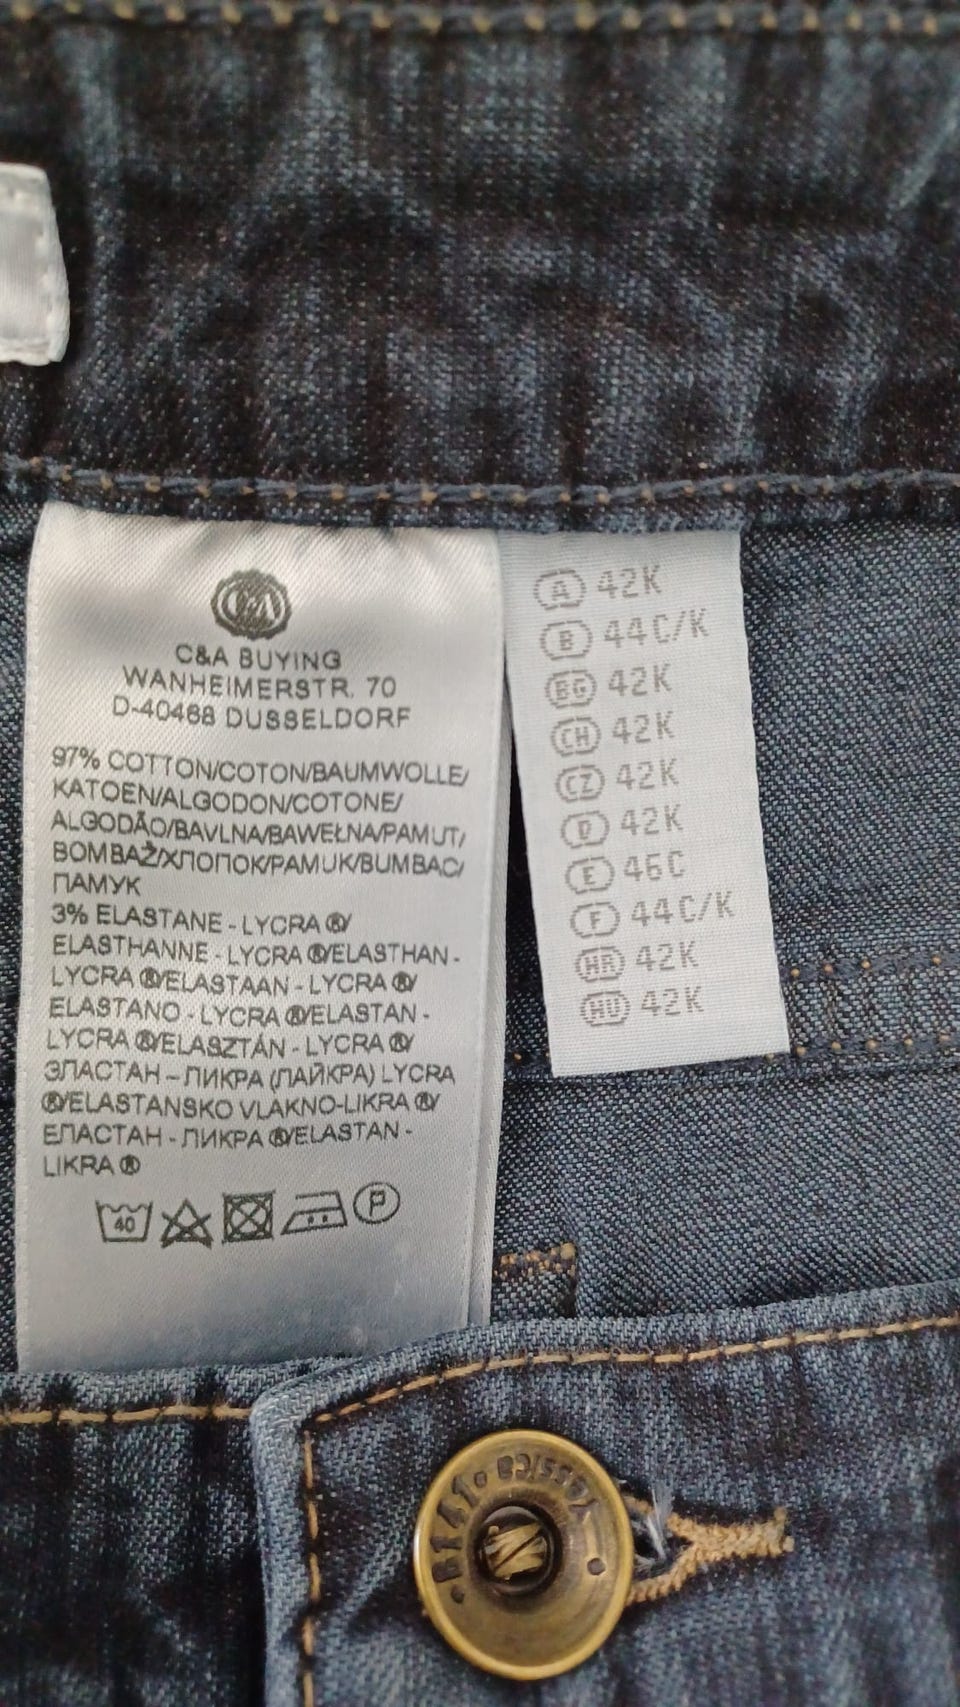 C&A
C&A BUYING
WANHEIMERSTR. 70
D-40468 DUSSELDORF
97% COTTON/COTON/BAUMWOLLE/
KATOEN/ALGODON/COTONE/
ALGODÃO/BAVLNA/BAWEŁNA/PAMUT/
BOMBAŽ/ХЛОПОК/PAMUK/BUMBAC/
ПАМУК
3% ELASTANE - LYCRA ®/
ELASTHANNE - LYCRA ®/ELASTHAN -
LYCRA ®/ELASTAAN - LYCRA ®/
ELASTANO - LYCRA ®/ELASTAN -
LYCRA ®/ELASZTÁN - LYCRA ®/
ЭЛАСТАН – ЛИКРА (ЛАЙКРА) LYCRA
®/ELASTANSKO VLAKNO-LIKRA ®/
ЕЛАСТАН - ЛИКРА ®/ELASTAN -
LIKRA ®
40 P
A 42K
B 44C/K
BG 42K
CH 42K
CZ 42K
D 42K
E 46C
F 44C/K
HR 42K
HU 42K